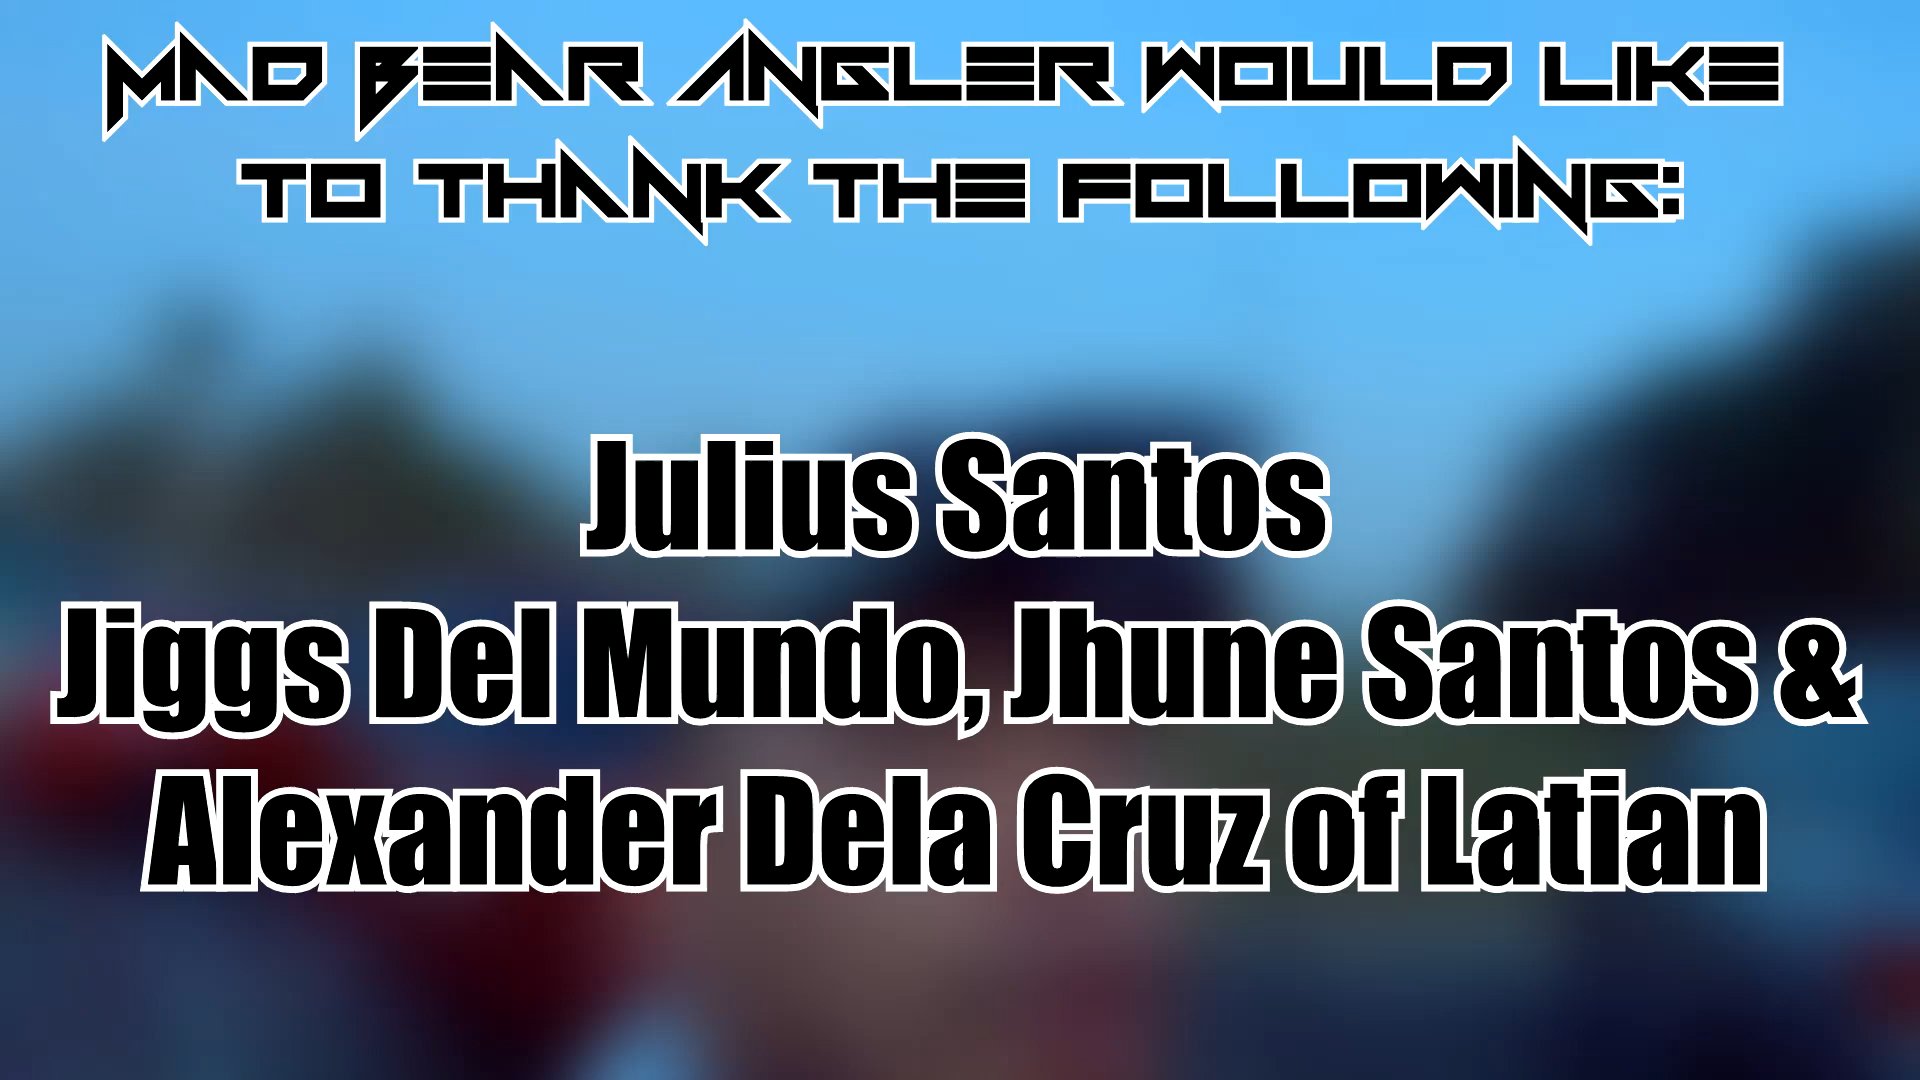 MAD BEAR ANGLER WOULD LIKE
TO THANK THE FOLLOWING:
Julius Santos
Jiggs Del Mundo, Jhune Santos &
Alexander Dela Cruz of Latian